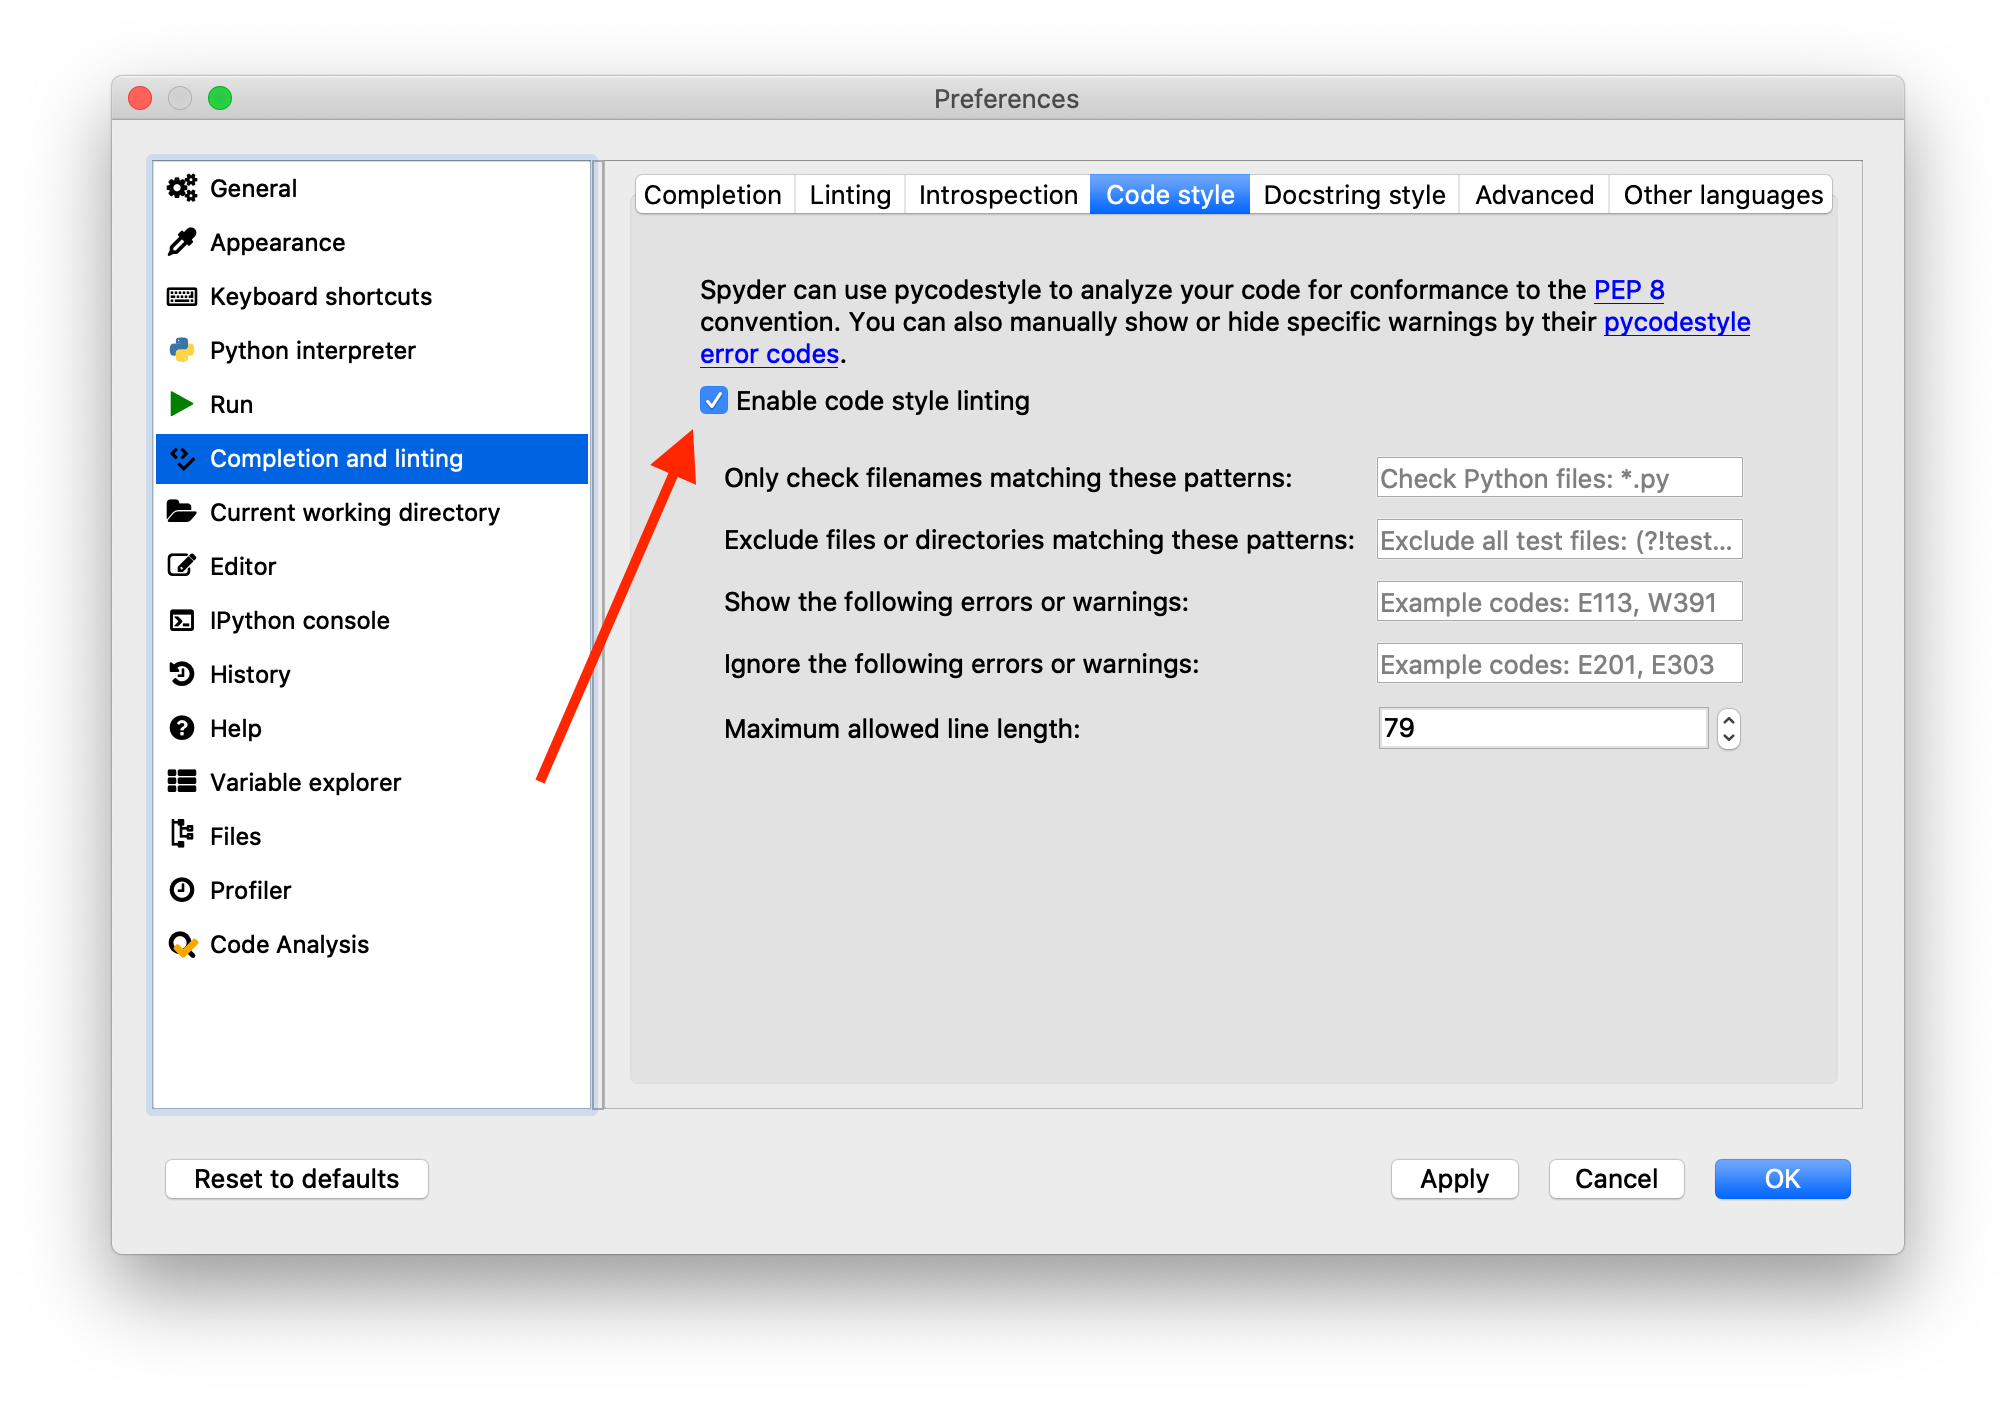 Preferences
General
Appearance
Keyboard shortcuts
Python interpreter
Run
Completion and linting
Current working directory
Editor
IPython console
History
Help
Variable explorer
Files
Profiler
Code Analysis
Completion Linting Introspection Code style Docstring style Advanced Other languages
Spyder can use pycodestyle to analyze your code for conformance to the PEP 8
convention. You can also manually show or hide specific warnings by their pycodestyle
error codes.
Enable code style linting
Only check filenames matching these patterns: Check Python files: *.py
Exclude files or directories matching these patterns: Exclude all test files: (?!test...
Show the following errors or warnings: Example codes: E113, W391
Ignore the following errors or warnings: Example codes: E201, E303
Maximum allowed line length: 79
Reset to defaults Apply Cancel OK